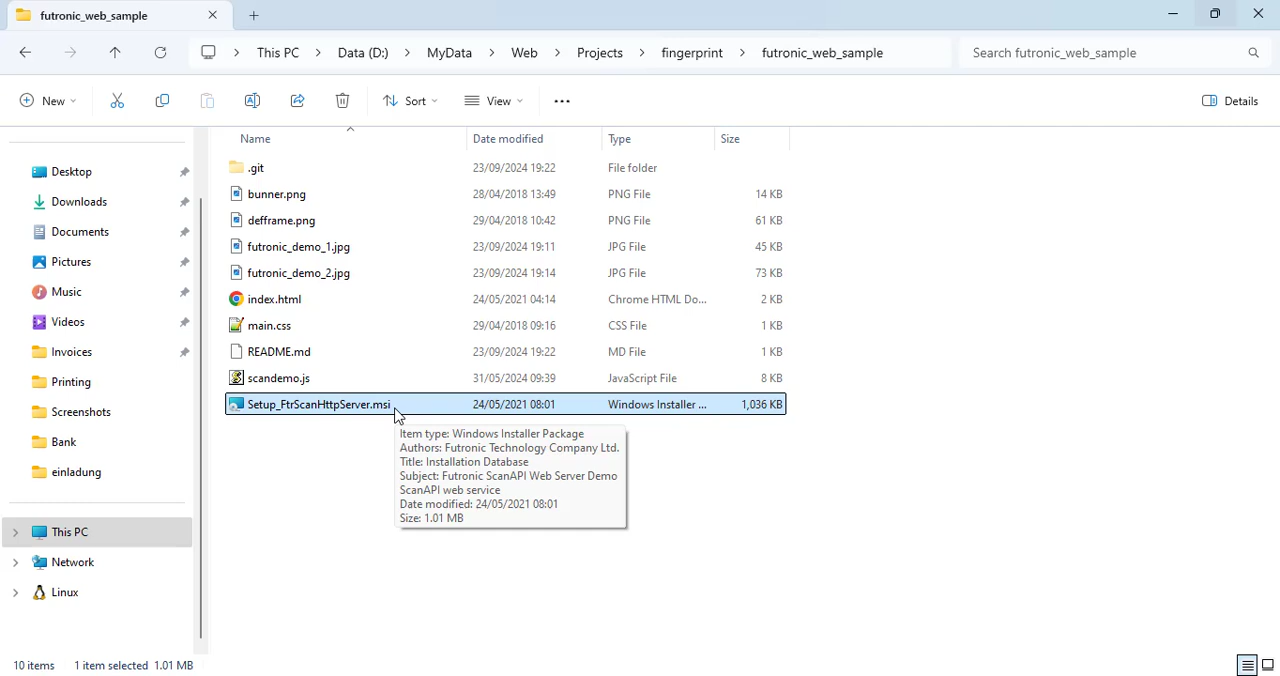 futronic_web_sample
This PC > Data (D:) > MyData > Web > Projects > fingerprint > futronic_web_sample
Search futronic_web_sample
New
Sort
View
Details
Name Date modified Type Size
.git 23/09/2024 19:22 File folder
bunner.png 28/04/2018 13:49 PNG File 14 KB
defframe.png 29/04/2018 10:42 PNG File 61 KB
futronic_demo_1.jpg 23/09/2024 19:11 JPG File 45 KB
futronic_demo_2.jpg 23/09/2024 19:14 JPG File 73 KB
index.html 24/05/2021 04:14 Chrome HTML Do... 2 KB
main.css 29/04/2018 09:16 CSS File 1 KB
README.md 23/09/2024 19:22 MD File 1 KB
scandemo.js 31/05/2024 09:39 JavaScript File 8 KB
Setup_FtrScanHttpServer.msi 24/05/2021 08:01 Windows Installer ... 1,036 KB
Item type: Windows Installer Package
Authors: Futronic Technology Company Ltd.
Title: Installation Database
Subject: Futronic ScanAPI Web Server Demo
ScanAPI web service
Date modified: 24/05/2021 08:01
Size: 1.01 MB
Desktop
Downloads
Documents
Pictures
Music
Videos
Invoices
Printing
Screenshots
Bank
einladung
This PC
Network
Linux
10 items 1 item selected 1.01 MB